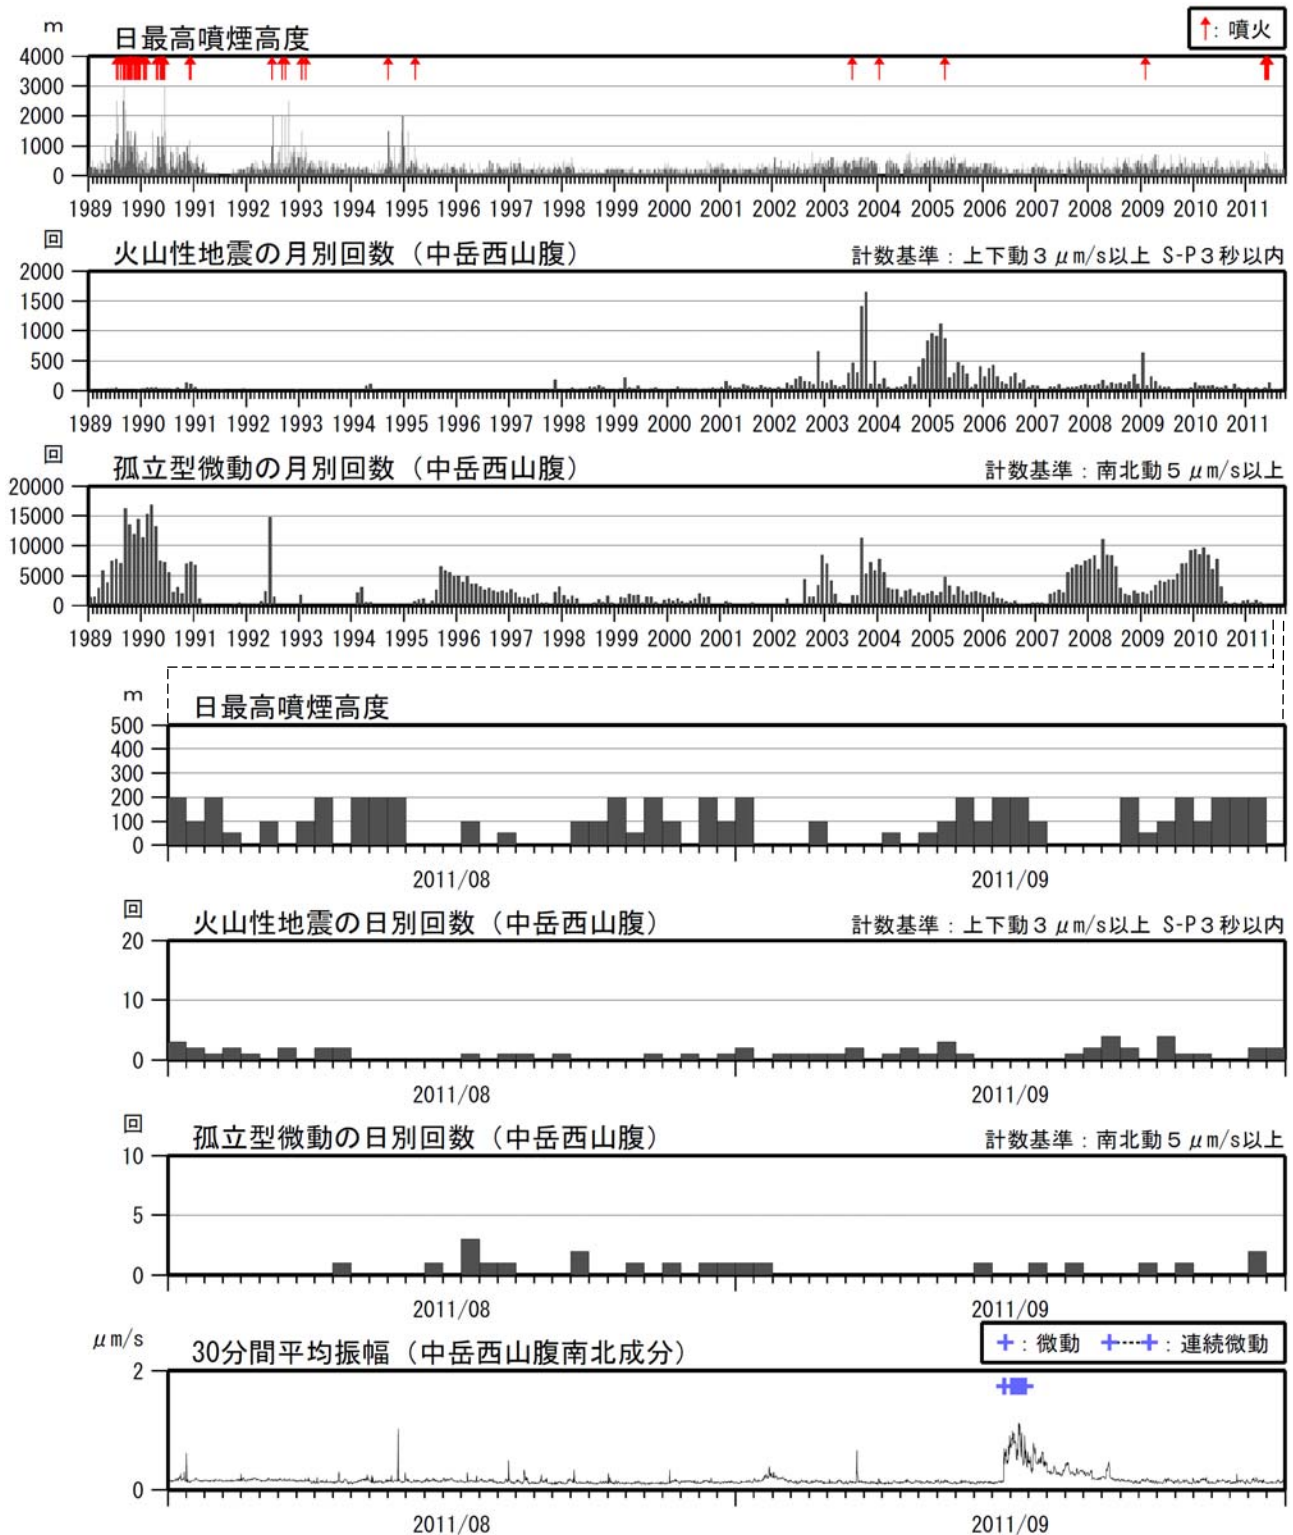 m
日最高噴煙高度
↑: 噴火
4000
3000
2000
1000
0
1989 1990 1991 1992 1993 1994 1995 1996 1997 1998 1999 2000 2001 2002 2003 2004 2005 2006 2007 2008 2009 2010 2011
回
火山性地震の月別回数（中岳西山腹）
計数基準：上下動３μm/s以上 S-P３秒以内
2000
1500
1000
500
0
1989 1990 1991 1992 1993 1994 1995 1996 1997 1998 1999 2000 2001 2002 2003 2004 2005 2006 2007 2008 2009 2010 2011
回
孤立型微動の月別回数（中岳西山腹）
計数基準：南北動５μm/s以上
20000
15000
10000
5000
0
1989 1990 1991 1992 1993 1994 1995 1996 1997 1998 1999 2000 2001 2002 2003 2004 2005 2006 2007 2008 2009 2010 2011
m
日最高噴煙高度
500
400
300
200
100
0
2011/08 2011/09
回
火山性地震の日別回数（中岳西山腹）
計数基準：上下動３μm/s以上 S-P３秒以内
20
10
0
2011/08 2011/09
回
孤立型微動の日別回数（中岳西山腹）
計数基準：南北動５μm/s以上
10
5
0
2011/08 2011/09
μm/s
30分間平均振幅（中岳西山腹南北成分）
+：微動 +----+：連続微動
2
0
2011/08 2011/09